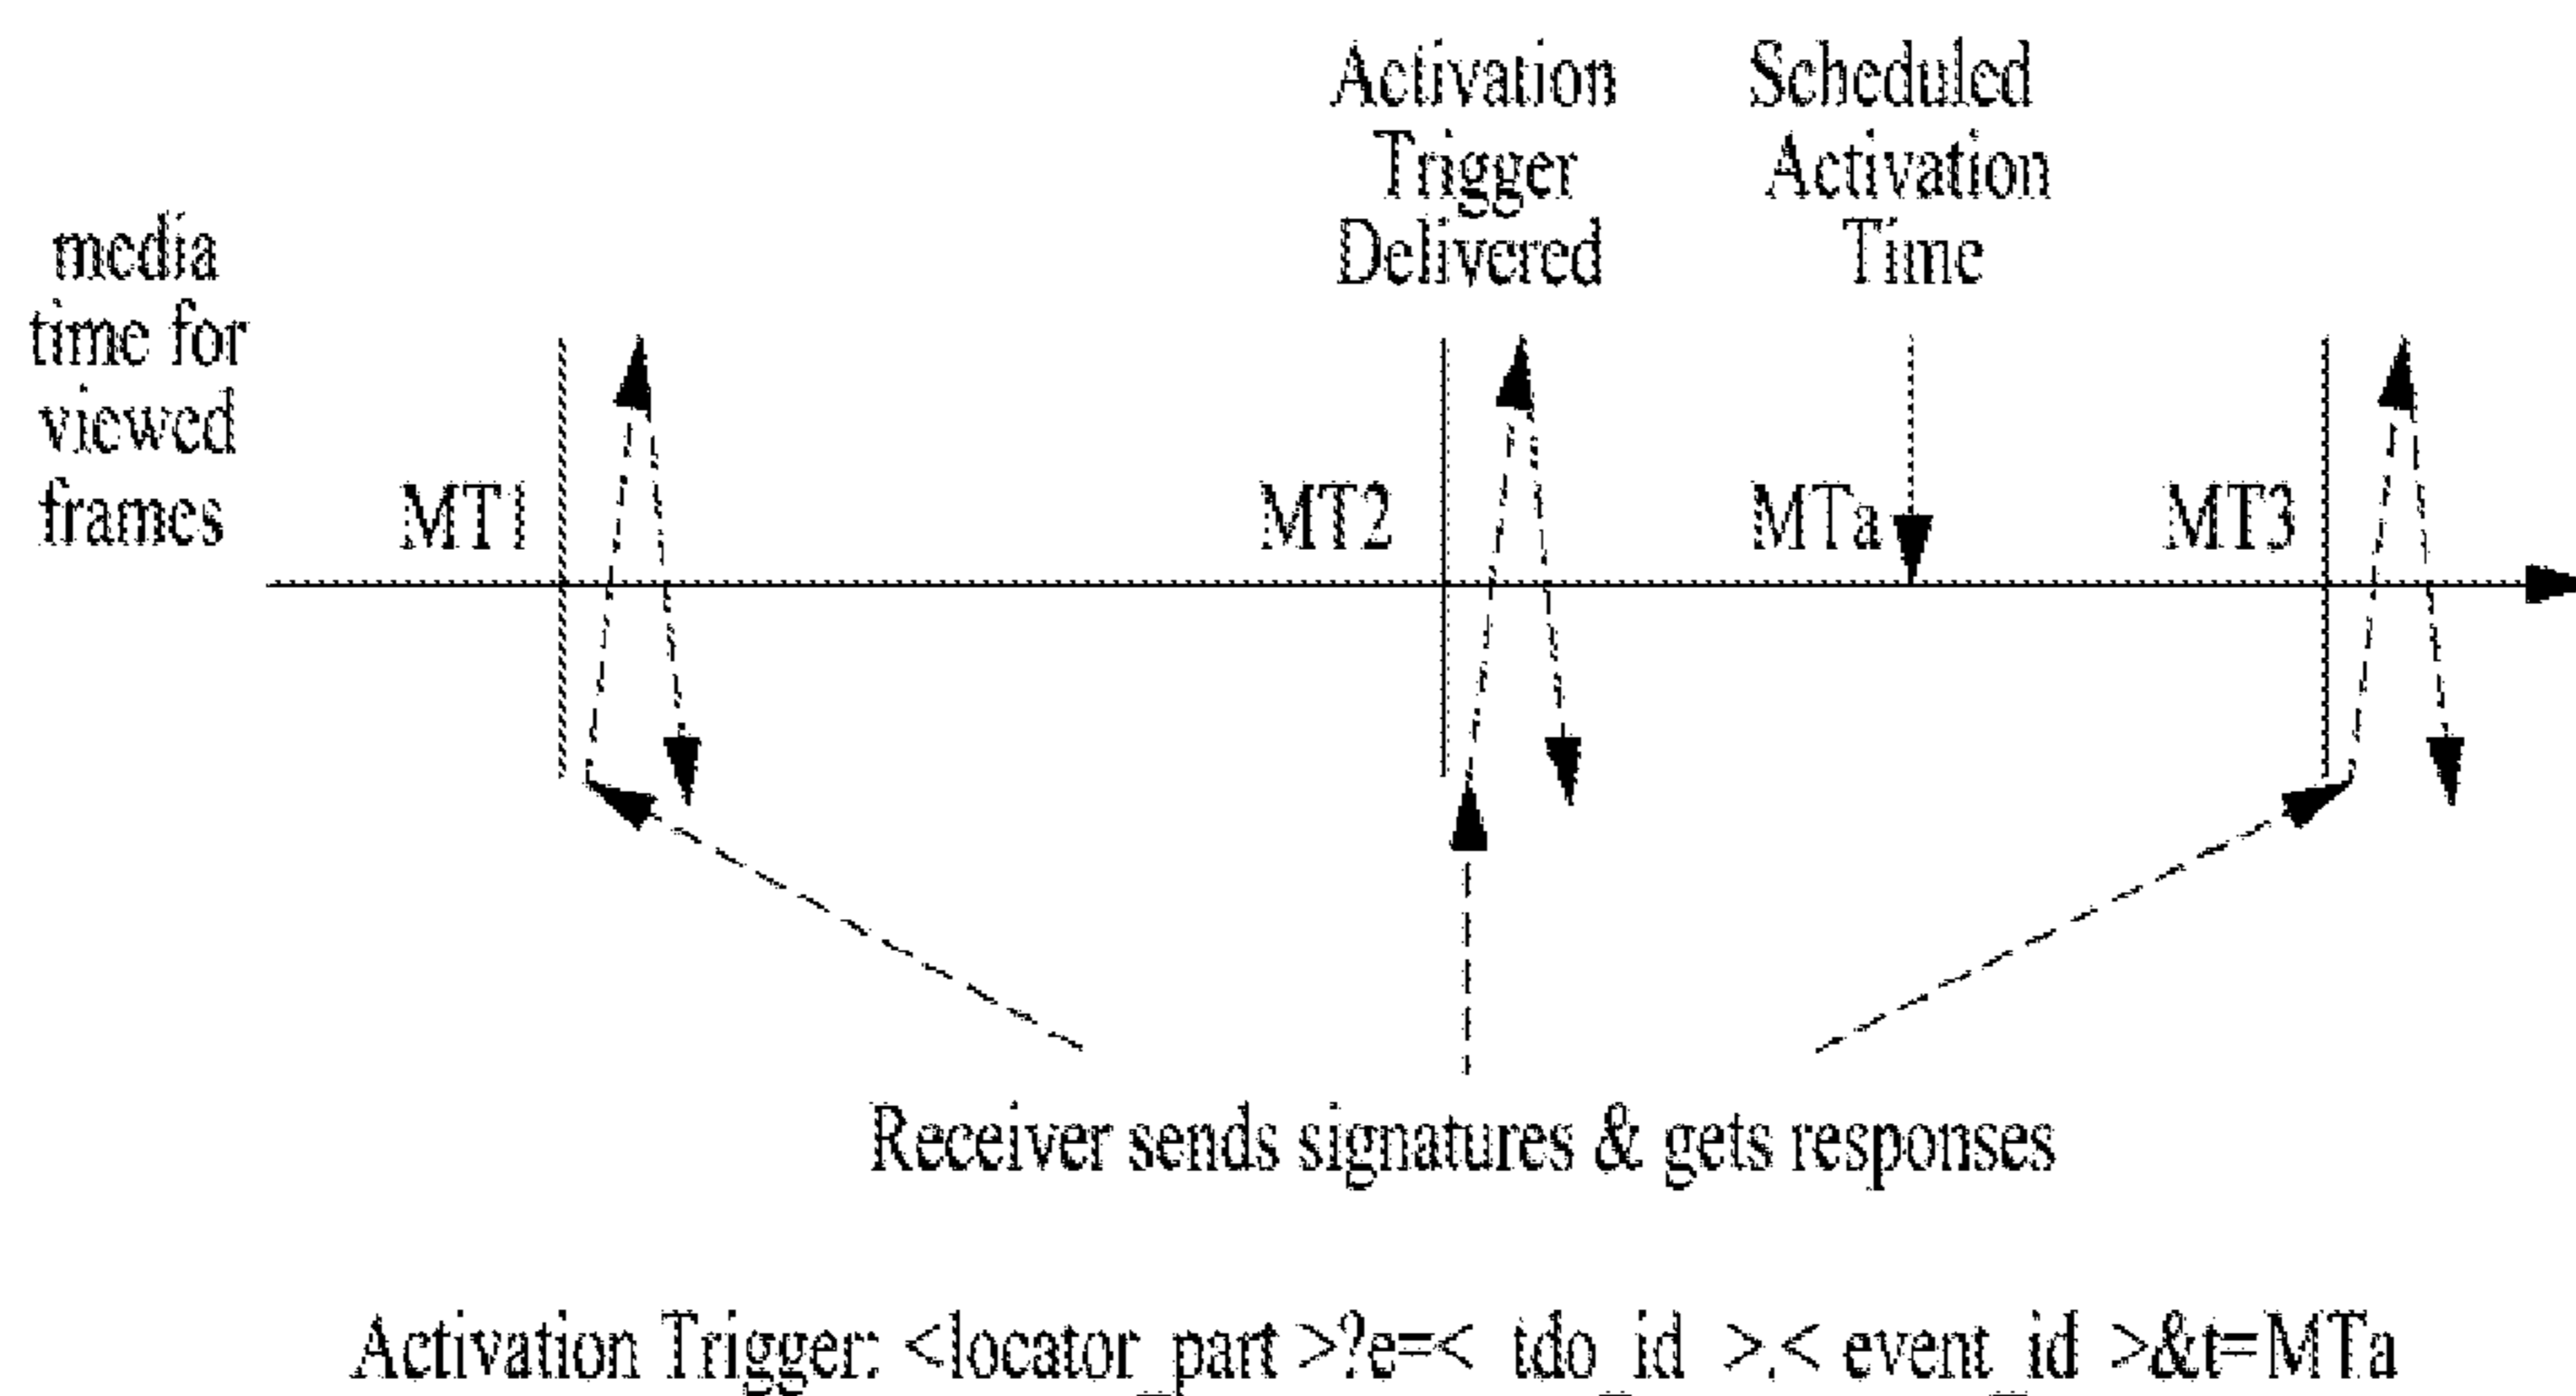 Activation
Trigger
Delivered
Scheduled
Activation
Time
media
time for
viewed
frames
MT1
MT2
MTa
MT3
Receiver sends signatures & gets responses
Activation Trigger: <locator_part >?e=< tdo_id >.< event_id >&t=MTa